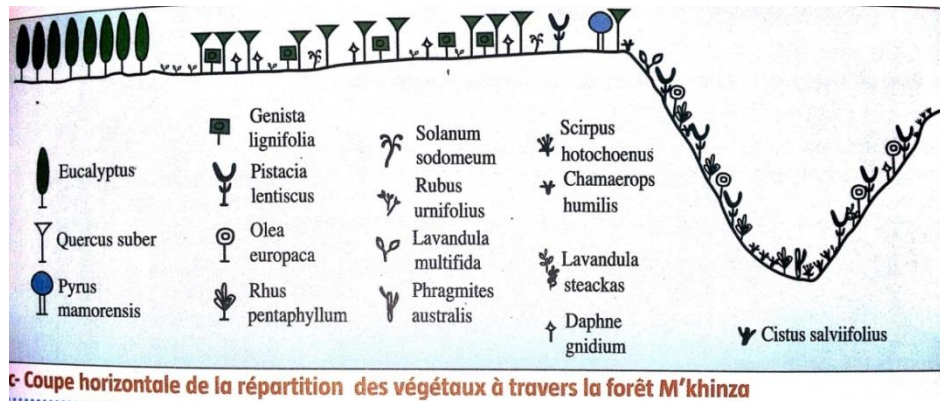 Eucalyptus
Quercus suber
Pyrus
mamorensis
Genista
lignifolia
Pistacia
lentiscus
Olea
europaca
Rhus
pentaphyllum
Solanum
sodomeum
Rubus
urnifolius
Lavandula
multifida
Phragmites
australis
Scirpus
hotochoenus
Chamaerops
humilis
Lavandula
steackas
Daphne
gnidium
Cistus salviifolius
c- Coupe horizontale de la répartition des végétaux à travers la forêt M'khinza